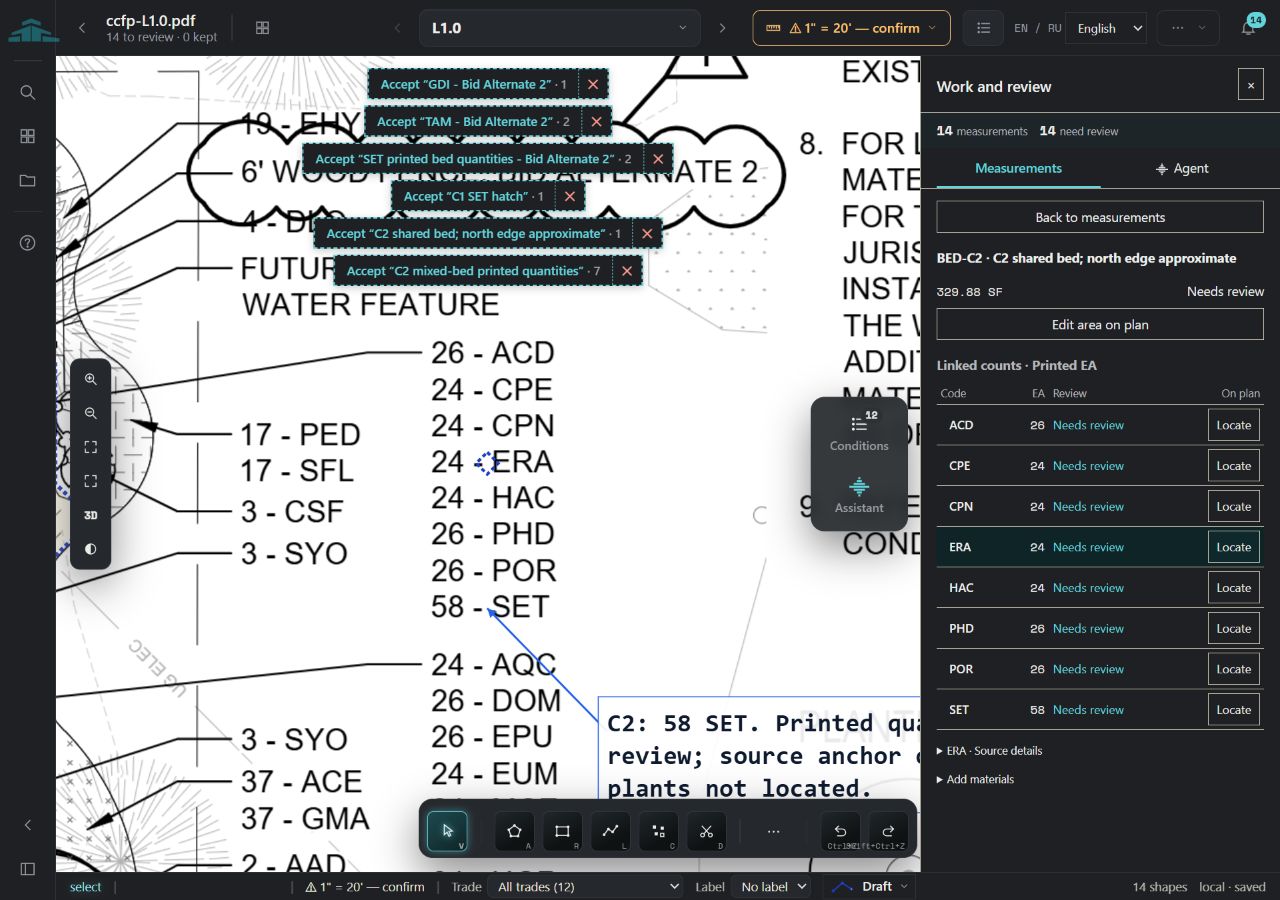 ccfp-L1.0.pdf
14 to review · 0 kept
L1.0
⚠ 1" = 20' — confirm
EN / RU
English
···
14
Accept “GDI - Bid Alternate 2” · 1 ×
Accept “TAM - Bid Alternate 2” · 2 ×
Accept “SET printed bed quantities - Bid Alternate 2” · 2 ×
Accept “C1 SET hatch” · 1 ×
Accept “C2 shared bed; north edge approximate” · 1 ×
Accept “C2 mixed-bed printed quantities” · 7 ×
19 - EHY
6' WOOD
ALTERNATE 2
FUTUR
WATER FEATURE
26 - ACD
24 - CPE
24 - CPN
24 - ERA
24 - HAC
26 - PHD
26 - POR
58 - SET
17 - PED
17 - SFL
3 - CSF
3 - SYO
24 - AQC
26 - DOM
26 - EPU
24 - EUM
3 - SYO
37 - ACE
37 - GMA
2 - AAD
UG ELEC
EXIST
8. FOR L
MATE
FOR T
JURIS
INSTA
THE W
ADDIT
MATE
9
COND
3D
12
Conditions
Assistant
C2: 58 SET. Printed qua
review; source anchor
plants not located.
V
A
R
L
C
D
···
Work and review
×
14 measurements 14 need review
Measurements
Agent
Back to measurements
BED-C2 · C2 shared bed; north edge approximate
329.88 SF Needs review
Edit area on plan
Linked counts · Printed EA
Code EA Review On plan
ACD 26 Needs review Locate
CPE 24 Needs review Locate
CPN 24 Needs review Locate
ERA 24 Needs review Locate
HAC 24 Needs review Locate
PHD 26 Needs review Locate
POR 26 Needs review Locate
SET 58 Needs review Locate
ERA · Source details
Add materials
select
⚠ 1" = 20' — confirm
Trade All trades (12)
Label No label
Draft
14 shapes local · saved